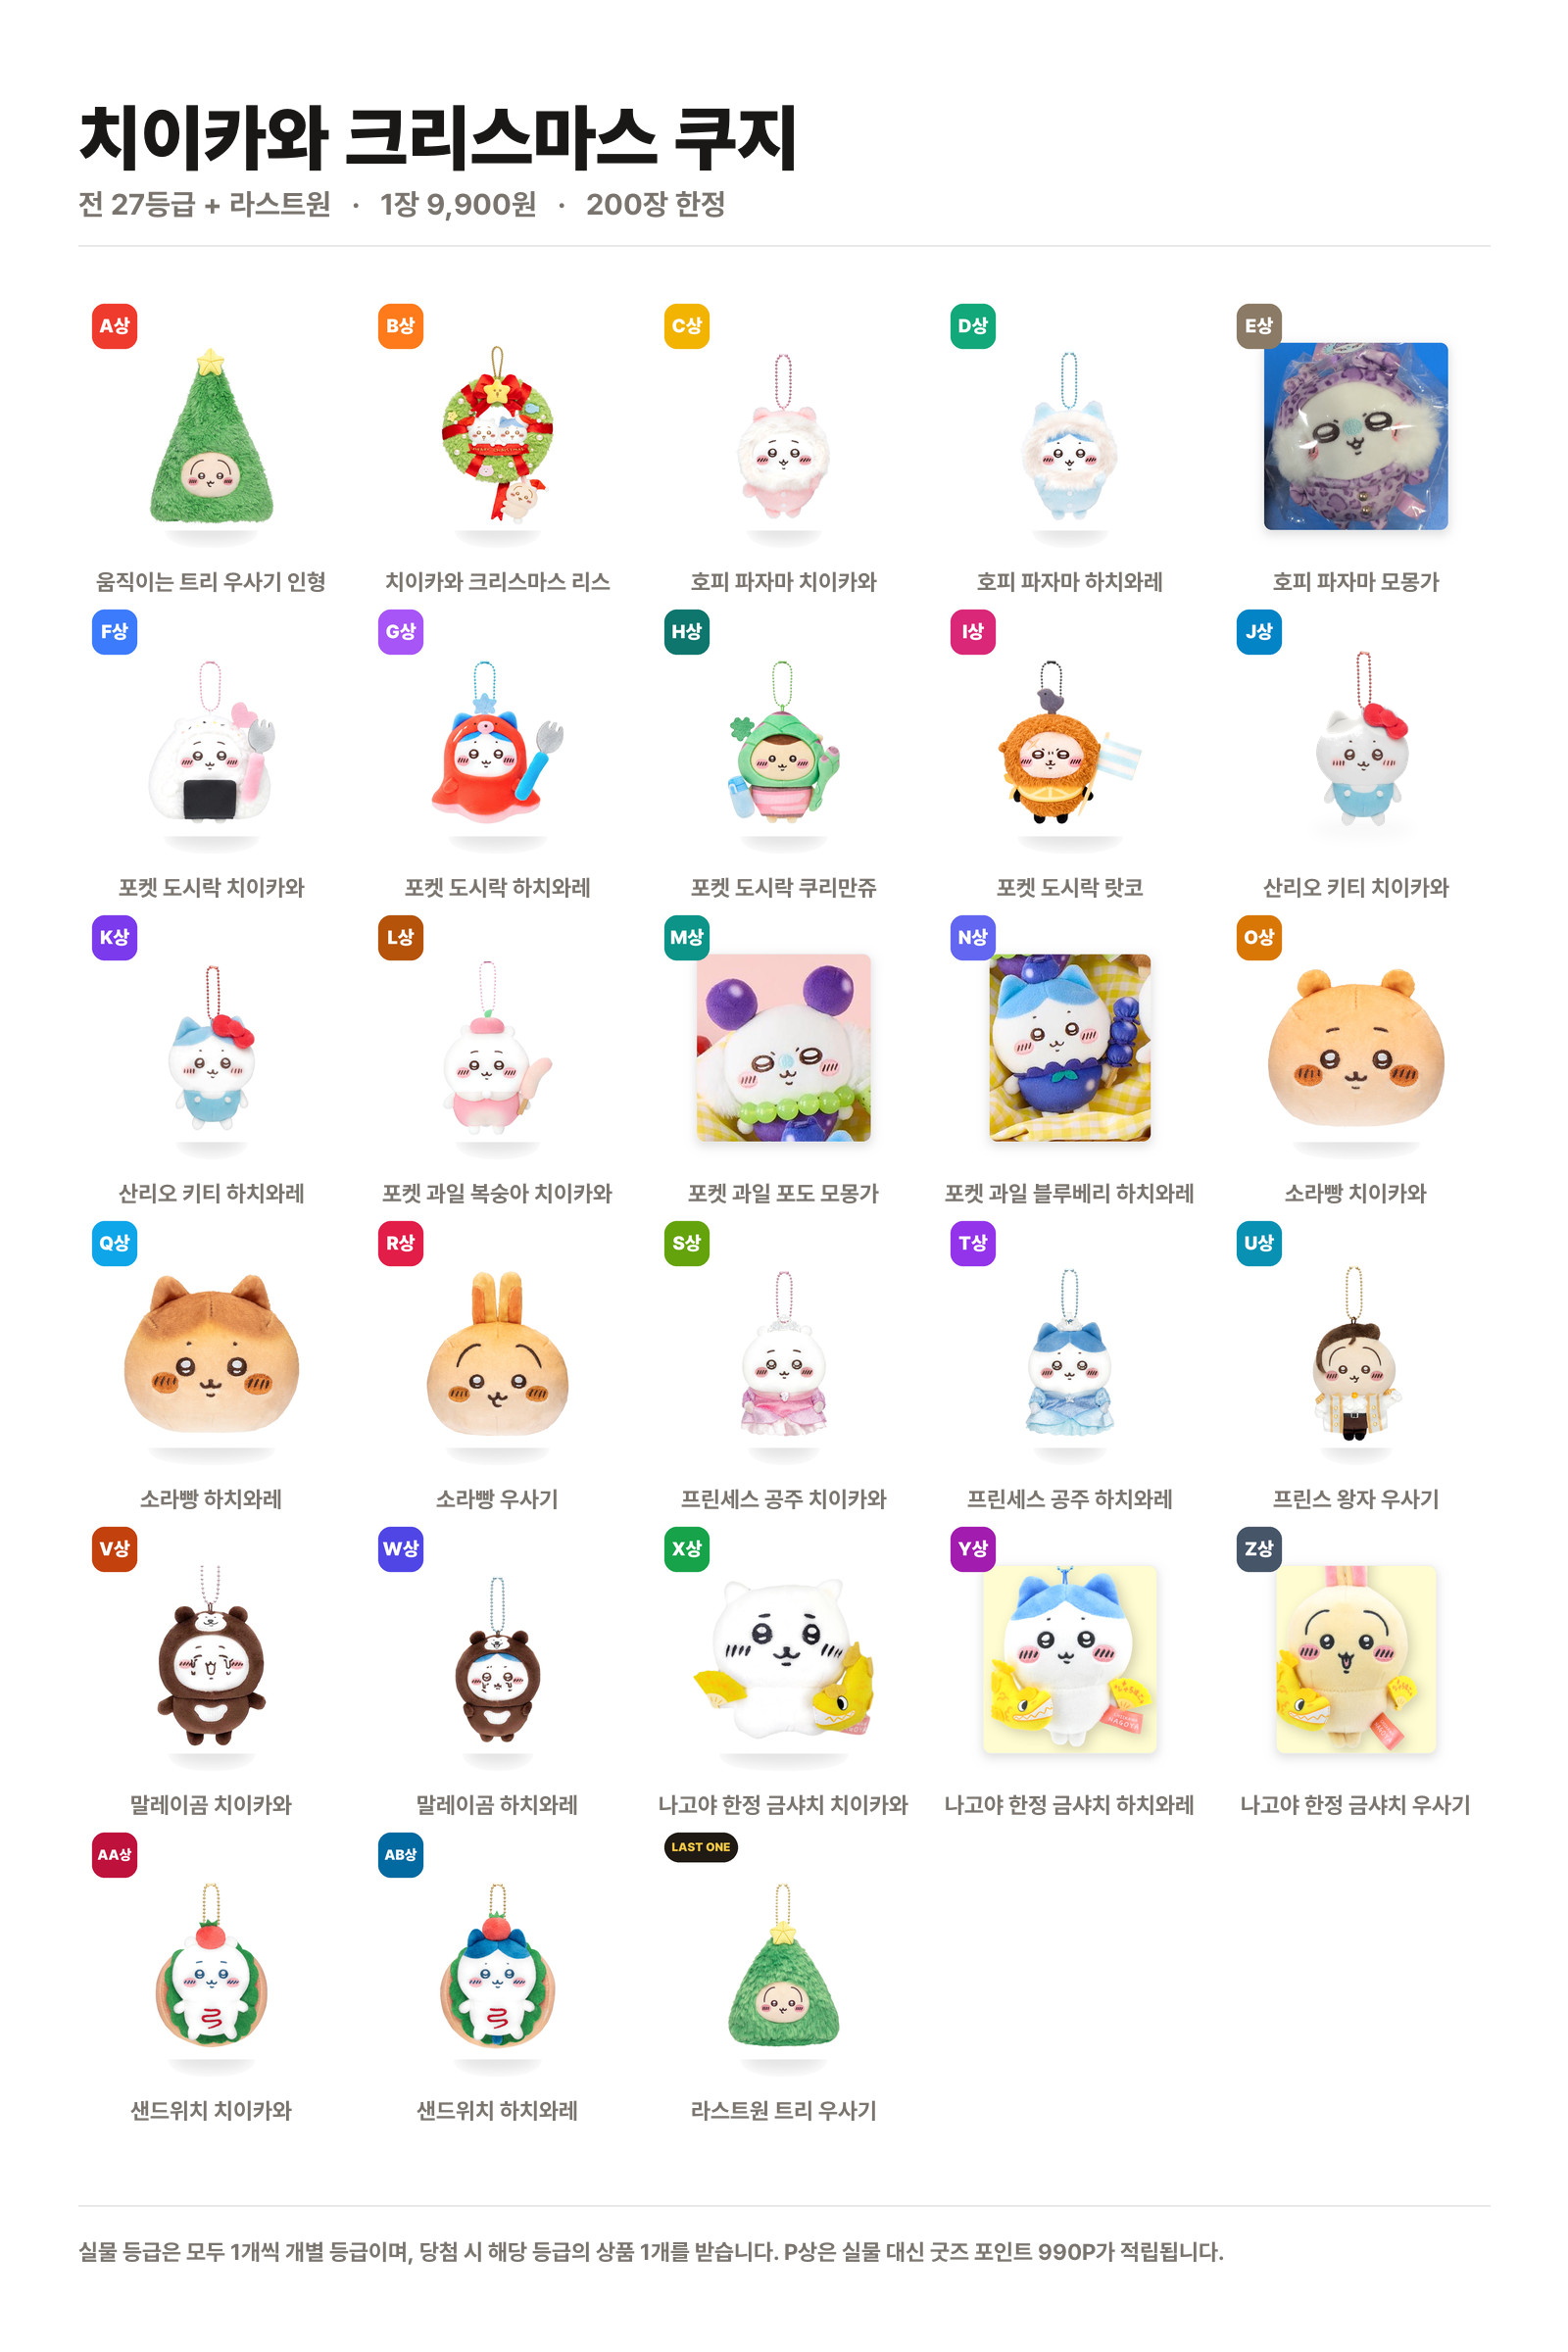 치이카와 크리스마스 쿠지
전 27등급 + 라스트원 · 1장 9,900원 · 200장 한정
A상
B상
C상
D상
E상
움직이는 트리 우사기 인형
치이카와 크리스마스 리스
호피 파자마 치이카와
호피 파자마 하치와레
호피 파자마 모몽가
F상
G상
H상
I상
J상
포켓 도시락 치이카와
포켓 도시락 하치와레
포켓 도시락 쿠리만쥬
포켓 도시락 랏코
산리오 키티 치이카와
K상
L상
M상
N상
O상
산리오 키티 하치와레
포켓 과일 복숭아 치이카와
포켓 과일 포도 모몽가
포켓 과일 블루베리 하치와레
소라빵 치이카와
Q상
R상
S상
T상
U상
소라빵 하치와레
소라빵 우사기
프린세스 공주 치이카와
프린세스 공주 하치와레
프린스 왕자 우사기
V상
W상
X상
Y상
Z상
NAGOYA
말레이곰 치이카와
말레이곰 하치와레
나고야 한정 금샤치 치이카와
나고야 한정 금샤치 하치와레
나고야 한정 금샤치 우사기
AA상
AB상
LAST ONE
샌드위치 치이카와
샌드위치 하치와레
라스트원 트리 우사기
실물 등급은 모두 1개씩 개별 등급이며, 당첨 시 해당 등급의 상품 1개를 받습니다. P상은 실물 대신 굿즈 포인트 990P가 적립됩니다.